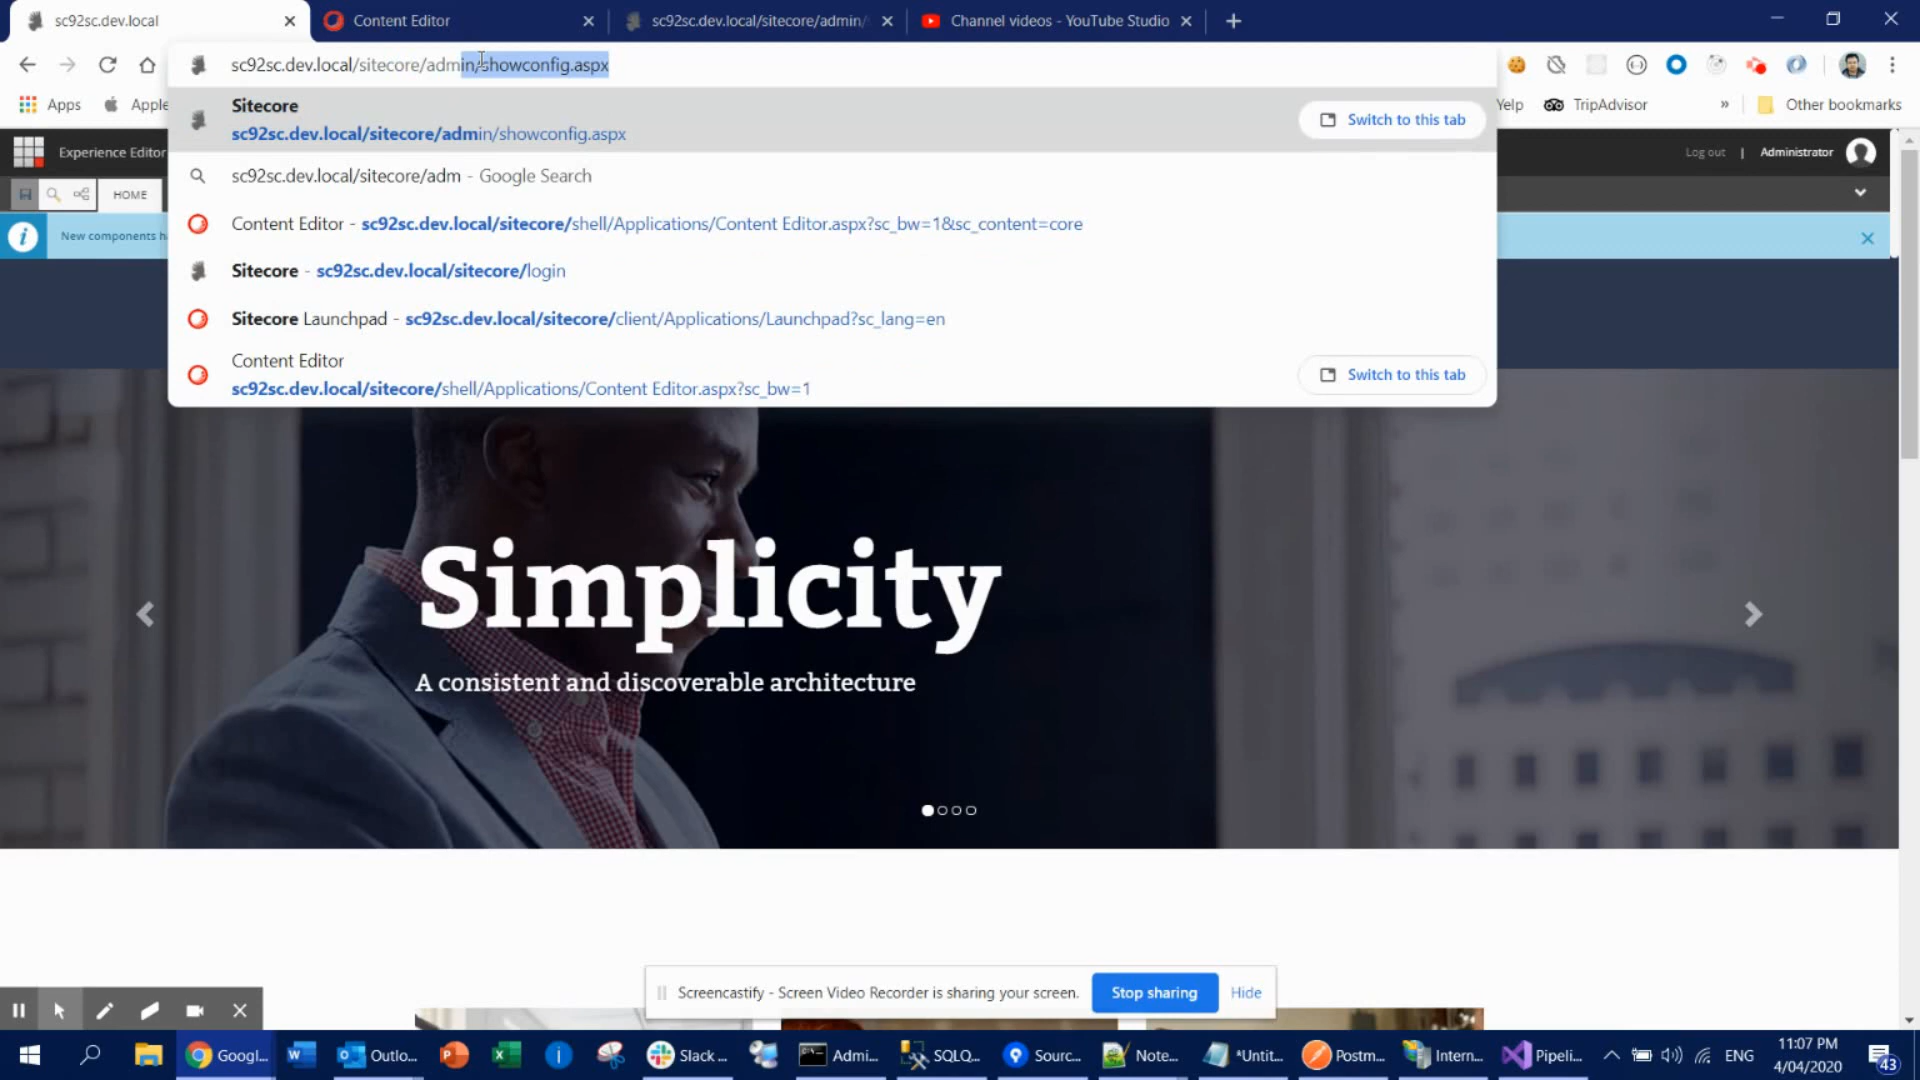 sc92sc.dev.local
Content Editor
sc92sc.dev.local/sitecore/admin/
Channel videos - YouTube Studio
sc92sc.dev.local/sitecore/admin/showconfig.aspx
Apps
Apple
Yelp
TripAdvisor
»
Other bookmarks
Sitecore
sc92sc.dev.local/sitecore/admin/showconfig.aspx
Switch to this tab
sc92sc.dev.local/sitecore/adm - Google Search
Content Editor - sc92sc.dev.local/sitecore/shell/Applications/Content Editor.aspx?sc_bw=1&sc_content=core
Sitecore - sc92sc.dev.local/sitecore/login
Sitecore Launchpad - sc92sc.dev.local/sitecore/client/Applications/Launchpad?sc_lang=en
Content Editor
sc92sc.dev.local/sitecore/shell/Applications/Content Editor.aspx?sc_bw=1
Switch to this tab
Experience Editor
Log out | Administrator
HOME
New components h
Simplicity
A consistent and discoverable architecture
Screencastify - Screen Video Recorder is sharing your screen.
Stop sharing
Hide
Googl...
Outlo...
Slack ...
Admi...
SQLQ...
Sourc...
Note...
*Untit...
Postm...
Intern...
Pipeli...
ENG
11:07 PM
4/04/2020
43